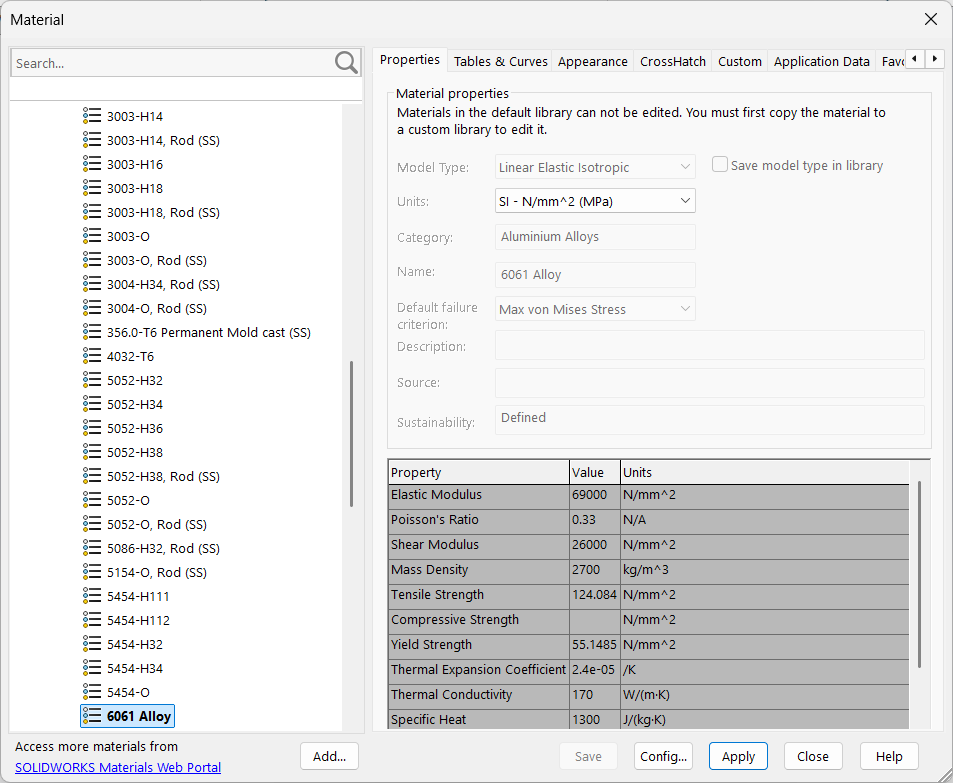 Material
Search...
3003-H14
3003-H14, Rod (SS)
3003-H16
3003-H18
3003-H18, Rod (SS)
3003-O
3003-O, Rod (SS)
3004-H34, Rod (SS)
3004-O, Rod (SS)
356.0-T6 Permanent Mold cast (SS)
4032-T6
5052-H32
5052-H34
5052-H36
5052-H38
5052-H38, Rod (SS)
5052-O
5052-O, Rod (SS)
5086-H32, Rod (SS)
5154-O, Rod (SS)
5454-H111
5454-H112
5454-H32
5454-H34
5454-O
6061 Alloy
Access more materials from
SOLIDWORKS Materials Web Portal
Add...
Properties Tables & Curves Appearance CrossHatch Custom Application Data Favo
Material properties
Materials in the default library can not be edited. You must first copy the material to
a custom library to edit it.
Model Type: Linear Elastic Isotropic Save model type in library
Units: SI - N/mm^2 (MPa)
Category: Aluminium Alloys
Name: 6061 Alloy
Default failure
criterion: Max von Mises Stress
Description:
Source:
Sustainability: Defined
Property Value Units
Elastic Modulus 69000 N/mm^2
Poisson's Ratio 0.33 N/A
Shear Modulus 26000 N/mm^2
Mass Density 2700 kg/m^3
Tensile Strength 124.084 N/mm^2
Compressive Strength N/mm^2
Yield Strength 55.1485 N/mm^2
Thermal Expansion Coefficient 2.4e-05 /K
Thermal Conductivity 170 W/(m·K)
Specific Heat 1300 J/(kg·K)
Save Config... Apply Close Help